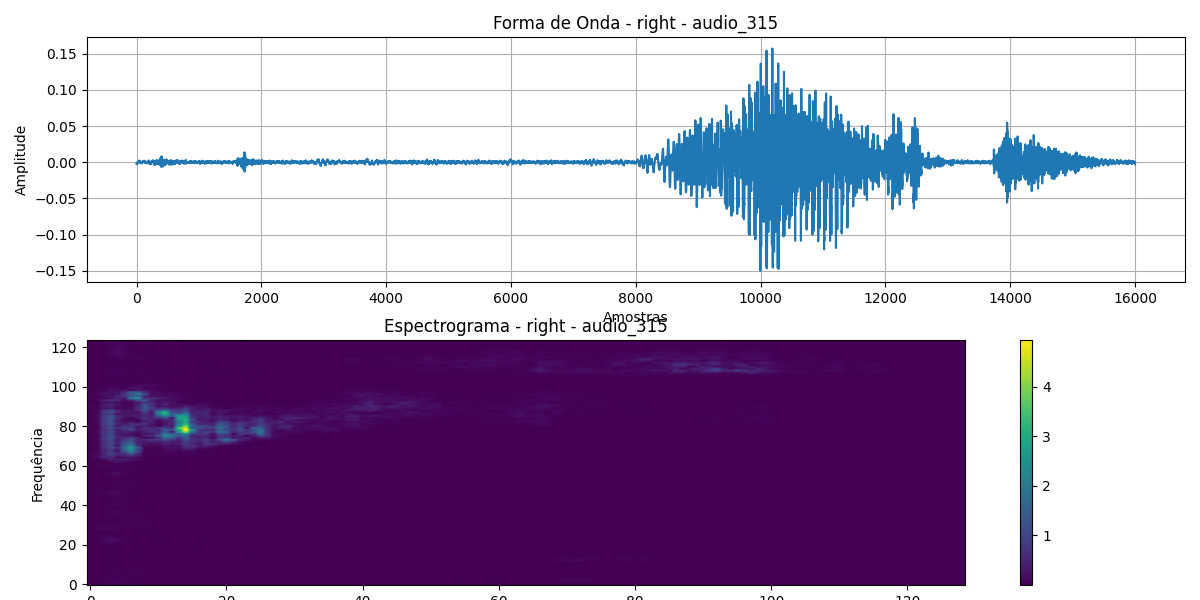 Forma de Onda - right - audio_315
0.15
0.10
0.05
0.00
−0.05
−0.10
−0.15
Amplitude
0 2000 4000 6000 8000 10000 12000 14000 16000
Amostras
Espectrograma - right - audio_315
120
100
80
60
40
20
0
Frequência
0 20 40 60 80 100 120
4
3
2
1